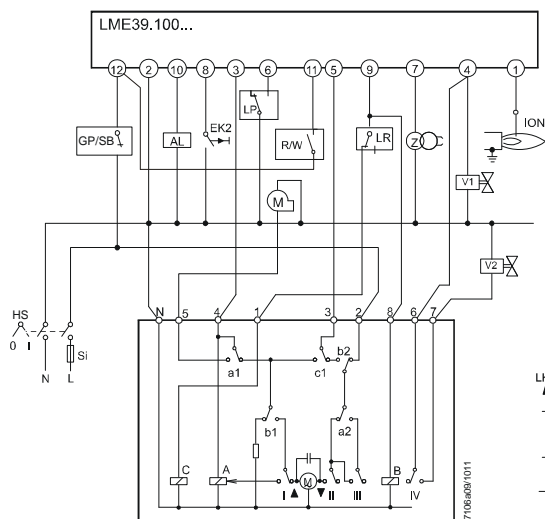 LME39.100...
12 2 10 8 3 6 11 5 9 7 4 1
EK2
LP
ION
GP/SB
AL
R/W
LR
Z
M
V1
V2
HS
N 5 4 1 3 2 8 6 7
0 I
Si
a1
c1
b2
N L
b1
a2
C A B
I M II III IV
7106a09/1011